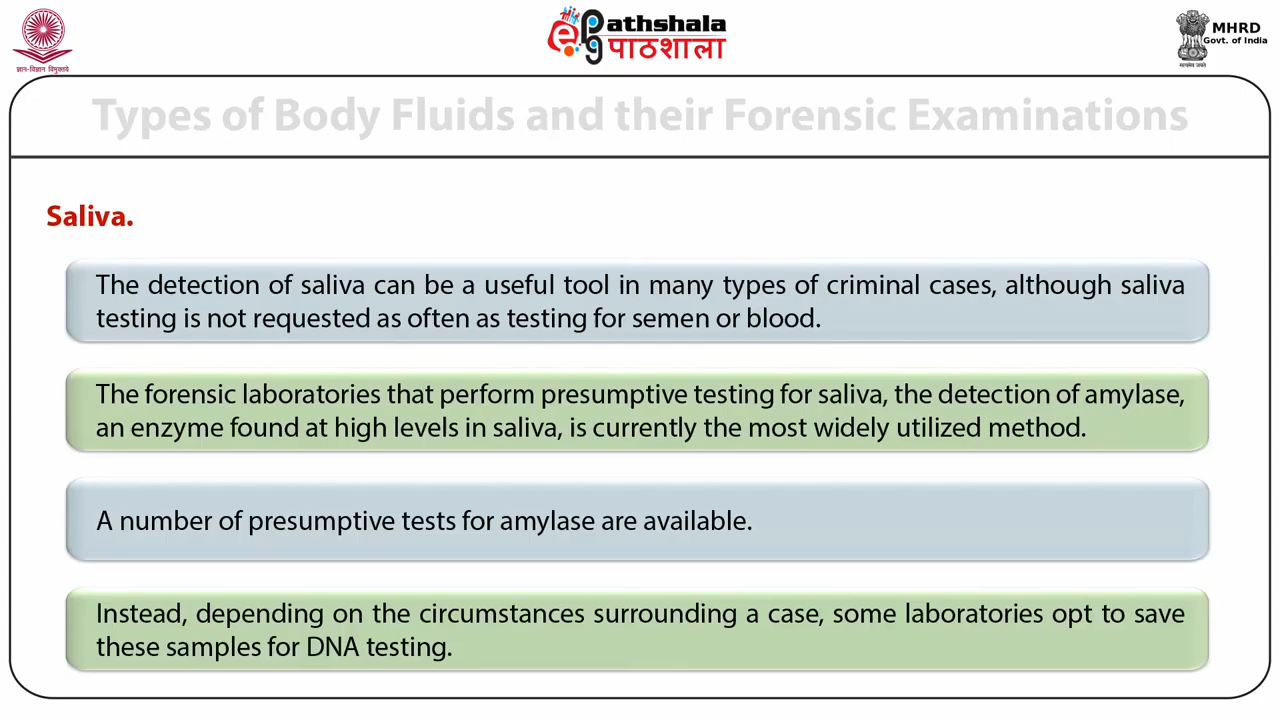 ज्ञान-विज्ञान विमुक्तये
ePGpathshala
पाठशाला
MHRD
Govt. of India
सत्यमेव जयते
Types of Body Fluids and their Forensic Examinations
Saliva.
The detection of saliva can be a useful tool in many types of criminal cases, although saliva
testing is not requested as often as testing for semen or blood.
The forensic laboratories that perform presumptive testing for saliva, the detection of amylase,
an enzyme found at high levels in saliva, is currently the most widely utilized method.
A number of presumptive tests for amylase are available.
Instead, depending on the circumstances surrounding a case, some laboratories opt to save
these samples for DNA testing.